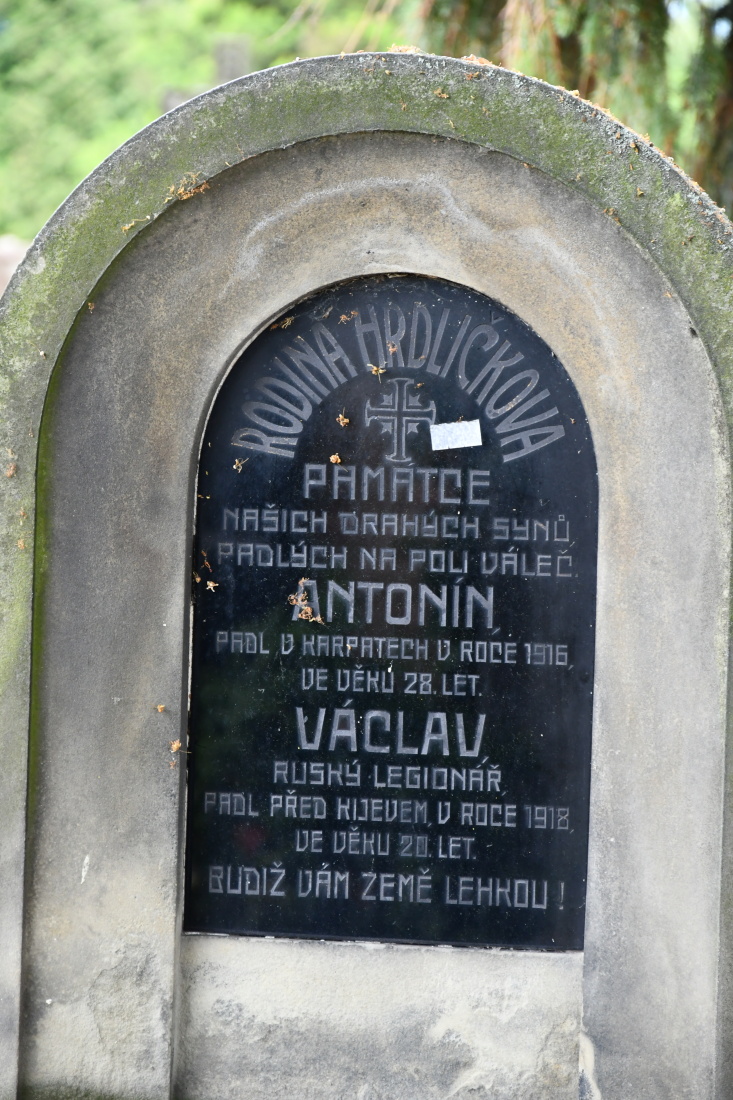 RODINA HRDLIČKOVA
PAMÁTCE
NAŠICH DRAHÝCH SYNŮ,
PADLÝCH NA POLI VÁLEČ.
ANTONÍN,
PADL V KARPATECH V ROCE 1916,
VE VĚKU 28. LET.
VÁCLAV
RUSKÝ LEGIONÁŘ,
PADL PŘED KIJEVEM, V ROCE 1918,
VE VĚKU 20. LET.
BUDIŽ VÁM ZEMĚ LEHKOU!